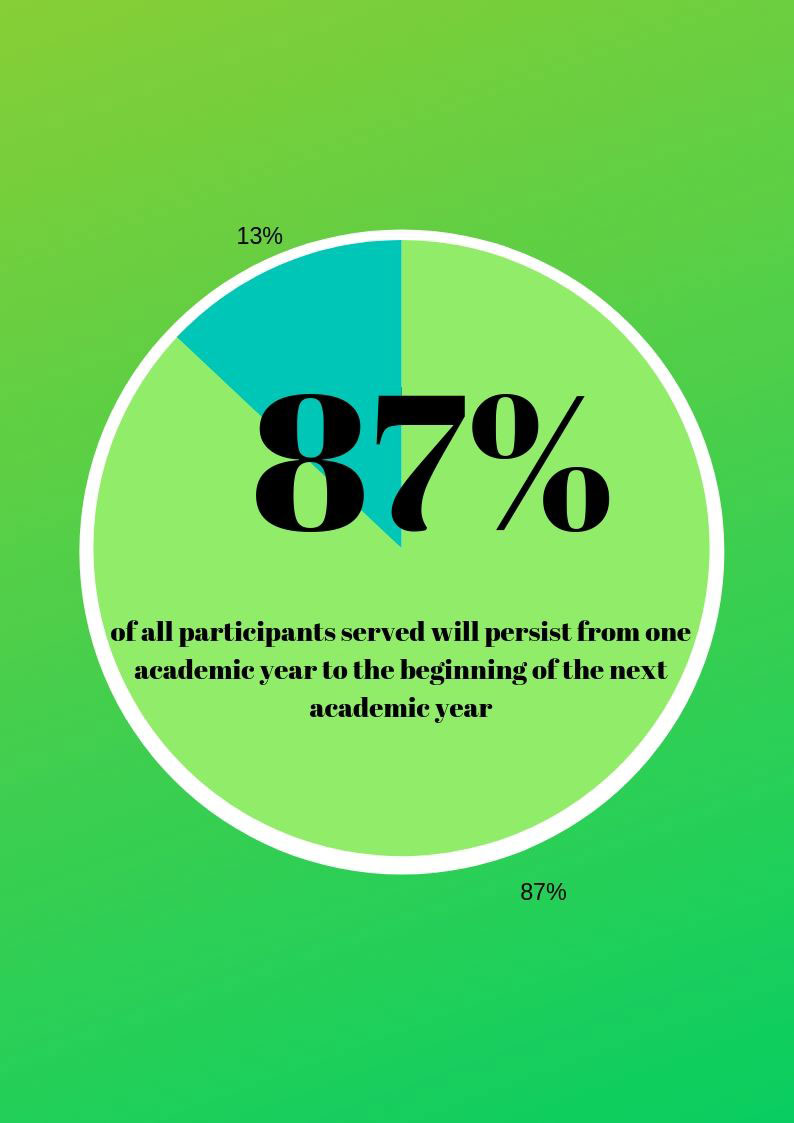 13%
87%
of all participants served will persist from one
academic year to the beginning of the next
academic year
87%